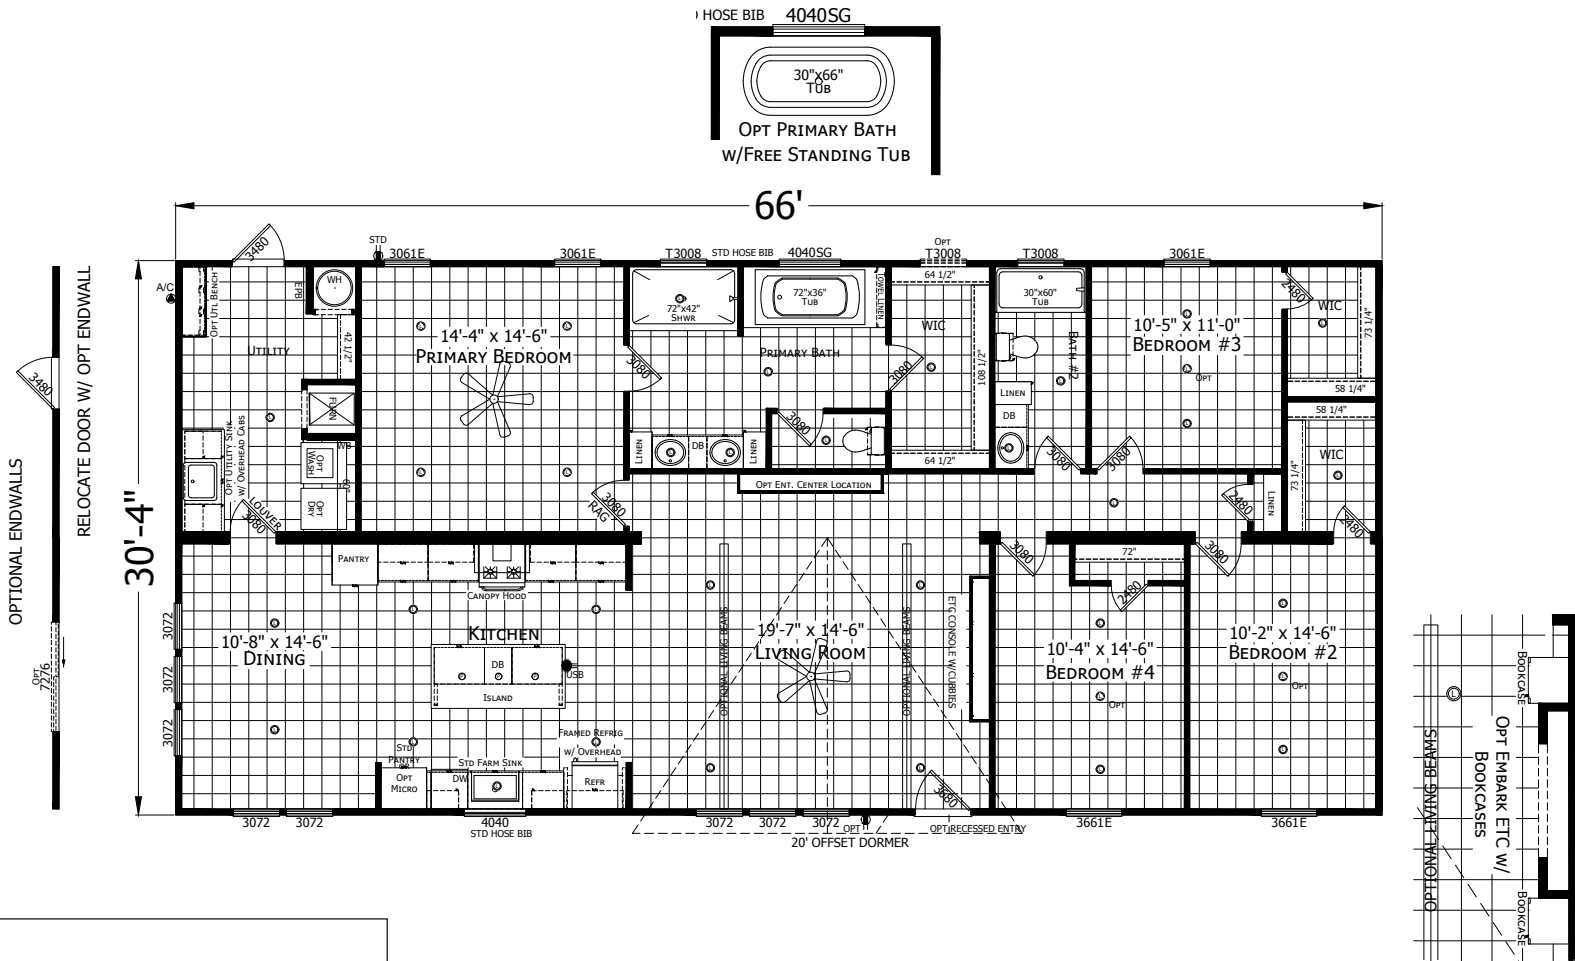 STD HOSE BIB
4040SG
30"x66"
TUB
OPT PRIMARY BATH
W/FREE STANDING TUB
66'
30'-4"
OPTIONAL ENDWALLS
RELOCATE DOOR W/ OPT ENDWALL
3480
OPT
7276
A/C
3480
STD
3061E
3061E
T3008
STD HOSE BIB
4040SG
OPT
T3008
T3008
3061E
OPT UTL BENCH
EPB
WH
42 1/2"
UTILITY
FURN
OPT UTILITY SINK
W/ OVERHEAD CABS
WB
OPT
WASH
60"
OPT
DRY
LOUVER
3080
14'-4" x 14'-6"
PRIMARY BEDROOM
3080
RAG
3080
72"x42"
SHWR
72"x36"
TUB
TOWEL LINEN
PRIMARY BATH
3080
3080
LINEN
DB
LINEN
OPT ENT. CENTER LOCATION
64 1/2"
WIC
108 1/2"
64 1/2"
30"x60"
TUB
BATH #2
LINEN
DB
3080
3080
10'-5" x 11'-0"
BEDROOM #3
OPT
2480
WIC
73 1/4"
58 1/4"
58 1/4"
73 1/4"
WIC
2480
LINEN
2480
3072
3072
3072
10'-8" x 14'-6"
DINING
PANTRY
CANOPY HOOD
KITCHEN
DB
ISLAND
USB
FRAMED REFRIG
W/ OVERHEAD
REFR
STD
PANTRY
OR
OPT
MICRO
STD FARM SINK
DW
19'-7" x 14'-6"
LIVING ROOM
OPTIONAL LIVING BEAMS
OPTIONAL LIVING BEAMS
ETC CONSOLE W/CUBBIES
3680
3080
72"
2480
10'-4" x 14'-6"
BEDROOM #4
OPT
3080
10'-2" x 14'-6"
BEDROOM #2
OPT
3072
3072
4040
STD HOSE BIB
3072
3072
3072
OPT
OPT RECESSED ENTRY
20' OFFSET DORMER
3661E
3661E
OPTIONAL LIVING BEAMS
L
OPT EMBARK ETC W/
BOOKCASES
BOOKCASE
BOOKCASE